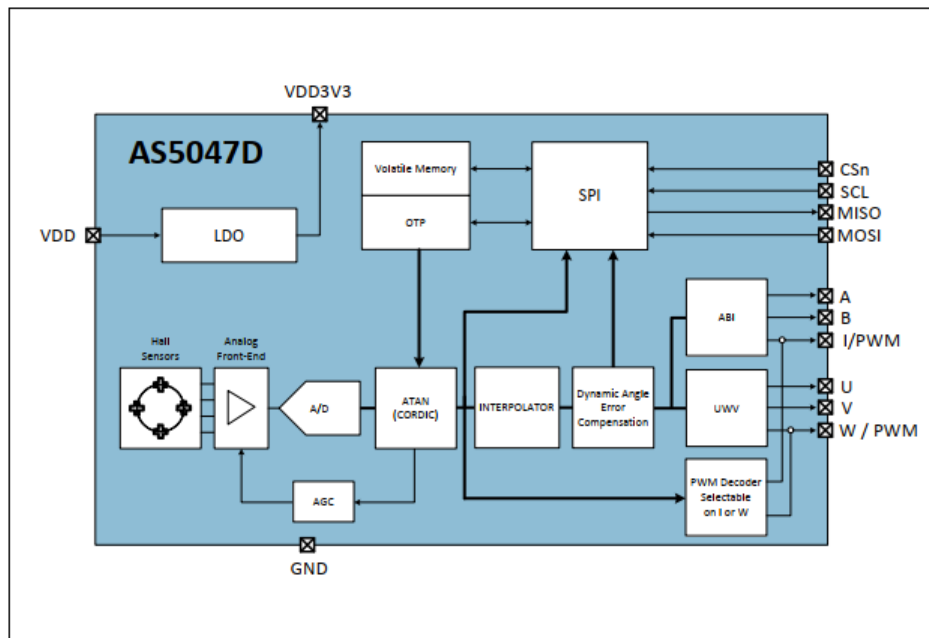 VDD3V3
AS5047D
Volatile Memory
OTP
SPI
CSn
SCL
MISO
MOSI
VDD
LDO
A
B
I/PWM
ABI
Hall
Sensors
Analog
Front-End
A/D
ATAN
(CORDIC)
INTERPOLATOR
Dynamic Angle
Error
Compensation
UWV
U
V
W / PWM
AGC
PWM Decoder
Selectable
on I or W
GND